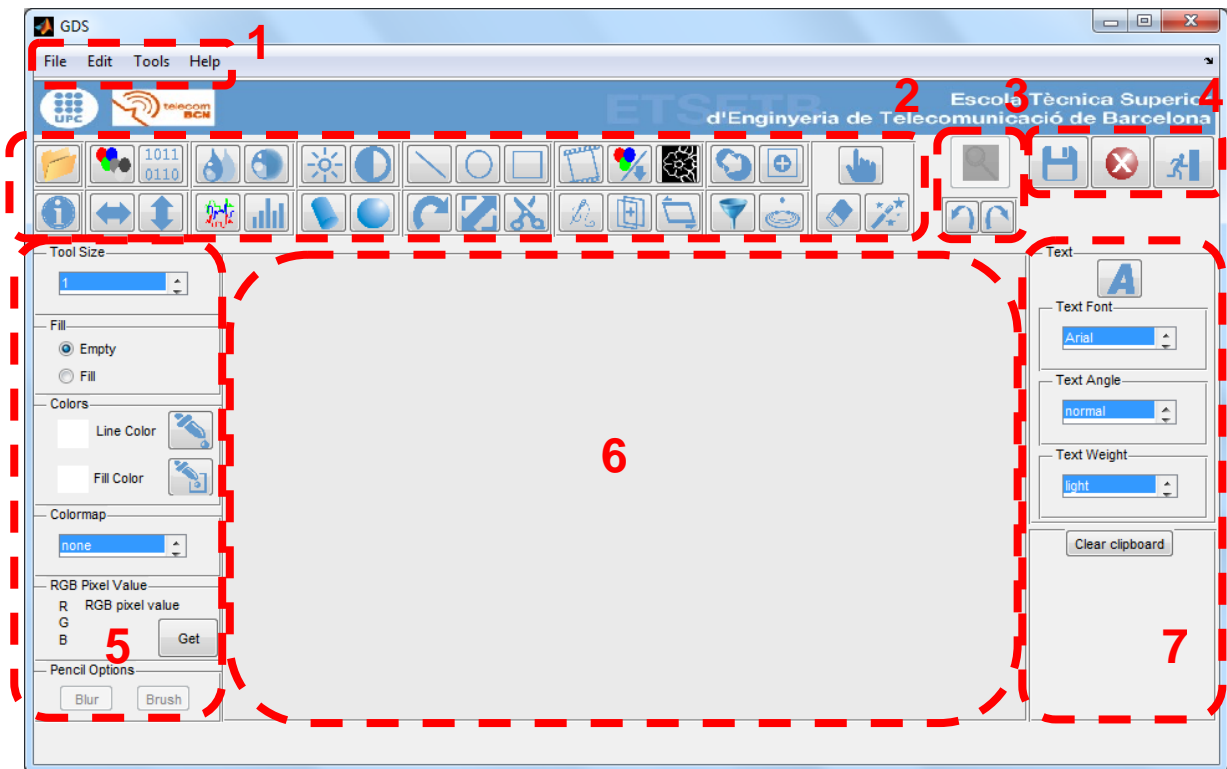 GDS
1
File Edit Tools Help
UPC
telecom
BCN
ETSETB
2
3
4
Escola Tècnica Superior
d'Enginyeria de Telecomunicació de Barcelona
1011
0110
Tool Size
1
Fill
Empty
Fill
Colors
Line Color
Fill Color
Colormap
none
RGB Pixel Value
R RGB pixel value
G
B
Get
5
Pencil Options
Blur Brush
6
Text
A
Text Font
Arial
Text Angle
normal
Text Weight
light
Clear clipboard
7